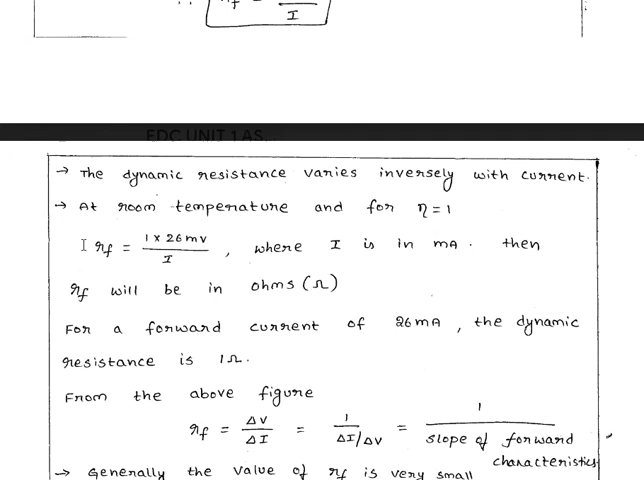 I
EDC UNIT 1 AS...
→ The dynamic resistance varies inversely with current.
→ At room temperature and for η = 1
I rf = 1 x 26 mv / I , where I is in mA. then
rf will be in ohms (Ω)
For a forward current of 26mA, the dynamic
resistance is 1Ω.
From the above figure
rf = ΔV / ΔI = 1 / ΔI/ΔV = 1 / slope of forward characteristics
→ Generally the value of rf is very small